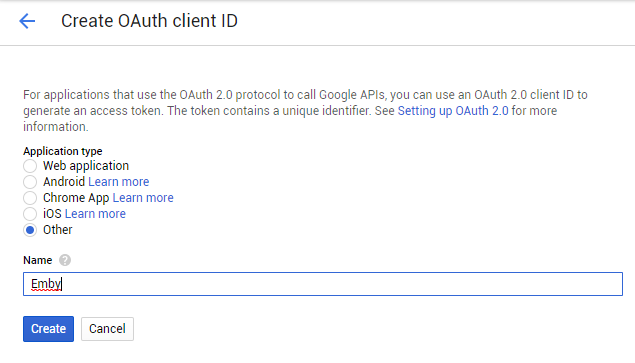 Create OAuth client ID
For applications that use the OAuth 2.0 protocol to call Google APIs, you can use an OAuth 2.0 client ID to
generate an access token. The token contains a unique identifier. See Setting up OAuth 2.0 for more
information.
Application type
Web application
Android Learn more
Chrome App Learn more
iOS Learn more
Other
Name ?
Emby
Create Cancel